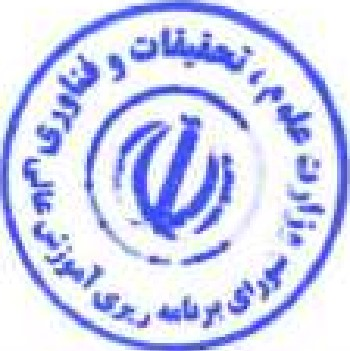 وزارت علوم، تحقیقات و فناوری
شورای برنامه ریزی آموزش عالی